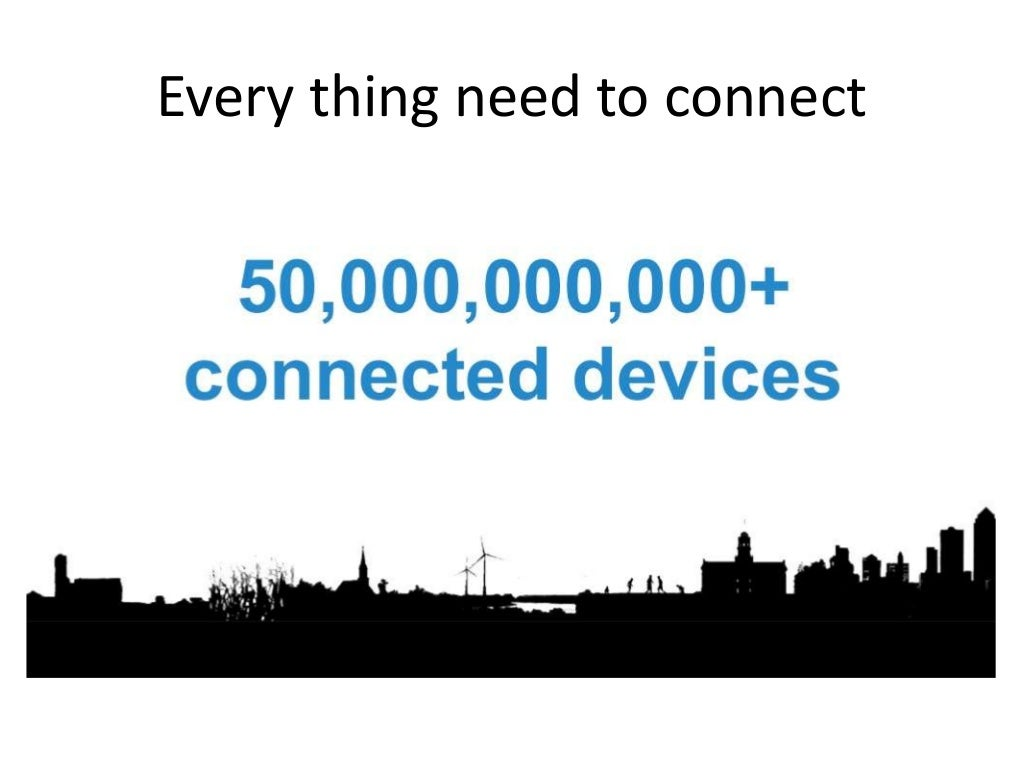 Every thing need to connect
50,000,000,000+
connected devices